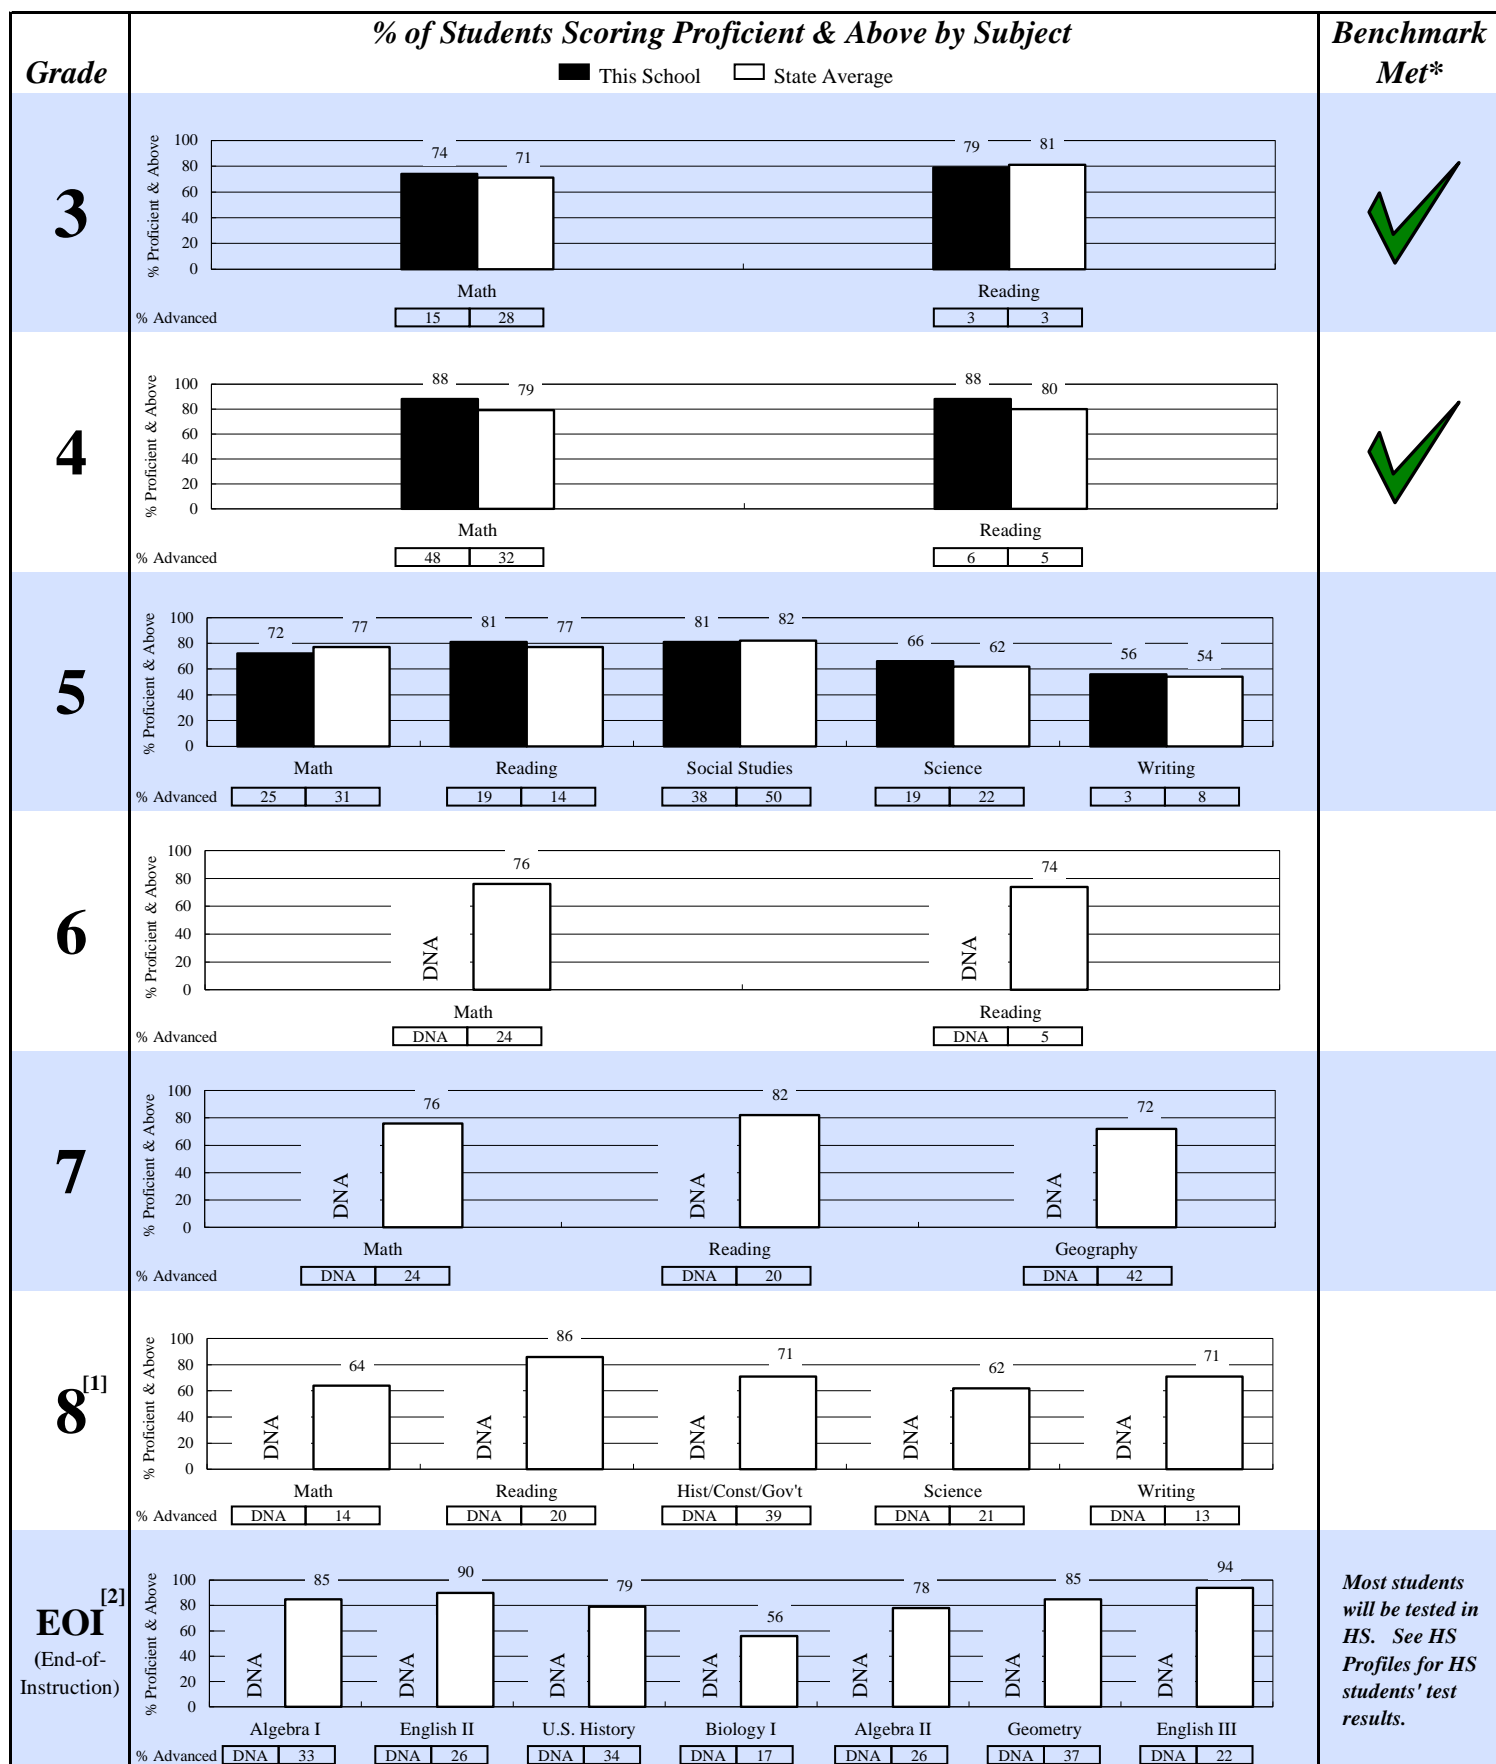 % of Students Scoring Proficient & Above by Subject
Benchmark
Met*
Grade
This School
State Average
3
% Proficient & Above
100
80
60
40
20
0
74
71
79
81
Math
Reading
% Advanced
15 28
3 3
4
% Proficient & Above
100
80
60
40
20
0
88
79
88
80
Math
Reading
% Advanced
48 32
6 5
5
% Proficient & Above
100
80
60
40
20
0
72
77
81
77
81
82
66
62
56
54
Math
Reading
Social Studies
Science
Writing
% Advanced
25 31
19 14
38 50
19 22
3 8
6
% Proficient & Above
100
80
60
40
20
0
DNA
76
DNA
74
Math
Reading
% Advanced
DNA 24
DNA 5
7
% Proficient & Above
100
80
60
40
20
0
DNA
76
DNA
82
DNA
72
Math
Reading
Geography
% Advanced
DNA 24
DNA 20
DNA 42
8[1]
% Proficient & Above
100
80
60
40
20
0
DNA
64
DNA
86
DNA
71
DNA
62
DNA
71
Math
Reading
Hist/Const/Gov't
Science
Writing
% Advanced
DNA 14
DNA 20
DNA 39
DNA 21
DNA 13
EOI[2]
(End-of-
Instruction)
% Proficient & Above
100
80
60
40
20
0
DNA
85
DNA
90
DNA
79
DNA
56
DNA
78
DNA
85
DNA
94
Algebra I
English II
U.S. History
Biology I
Algebra II
Geometry
English III
% Advanced
DNA 33
DNA 26
DNA 34
DNA 17
DNA 26
DNA 37
DNA 22
Most students
will be tested in
HS. See HS
Profiles for HS
students' test
results.